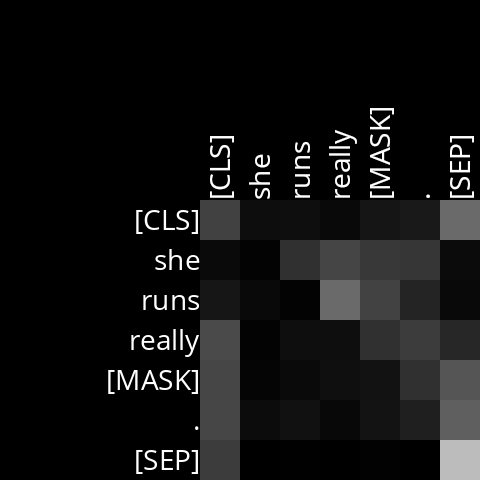 [CLS] she runs really [MASK] . [SEP]
[CLS]
she
runs
really
[MASK]
.
[SEP]